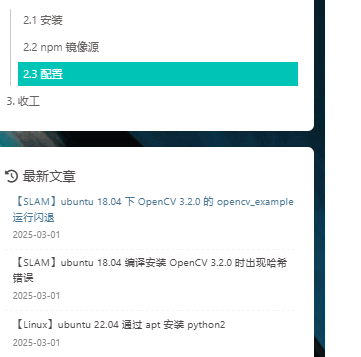 2.1 安装
2.2 npm 镜像源
2.3 配置
3. 收工
最新文章
【SLAM】ubuntu 18.04 下 OpenCV 3.2.0 的 opencv_example
运行闪退
2025-03-01
【SLAM】ubuntu 18.04 编译安装 OpenCV 3.2.0 时出现哈希
错误
2025-03-01
【Linux】ubuntu 22.04 通过 apt 安装 python2
2025-03-01